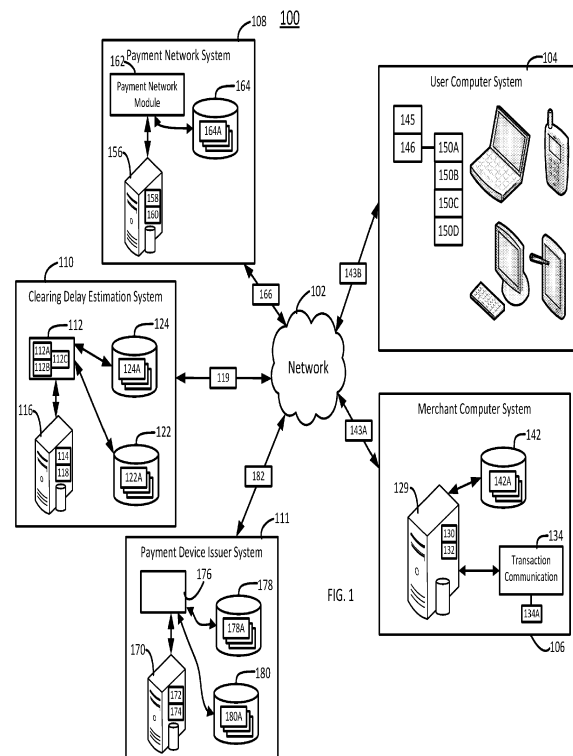 100
108
Payment Network System
162
Payment Network
Module
164
164A
156
158
160
104
User Computer System
145
146
150A
150B
150C
150D
110
Clearing Delay Estimation System
112
112A
112B
112C
124
124A
116
114
118
122
122A
166
102
Network
143B
119
143A
182
Merchant Computer System
142
142A
129
130
132
134
Transaction
Communication
134A
106
111
Payment Device Issuer System
176
178
178A
170
172
174
180
180A
FIG. 1